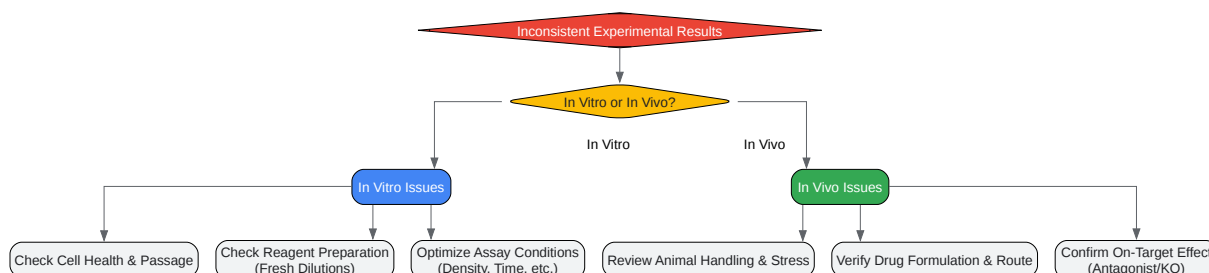 Inconsistent Experimental Results
In Vitro or In Vivo?
In Vitro
In Vivo
In Vitro Issues
In Vivo Issues
Check Cell Health & Passage
Check Reagent Preparation
(Fresh Dilutions)
Optimize Assay Conditions
(Density, Time, etc.)
Review Animal Handling & Stress
Verify Drug Formulation & Route
Confirm On-Target Effect
(Antagonist/KO)